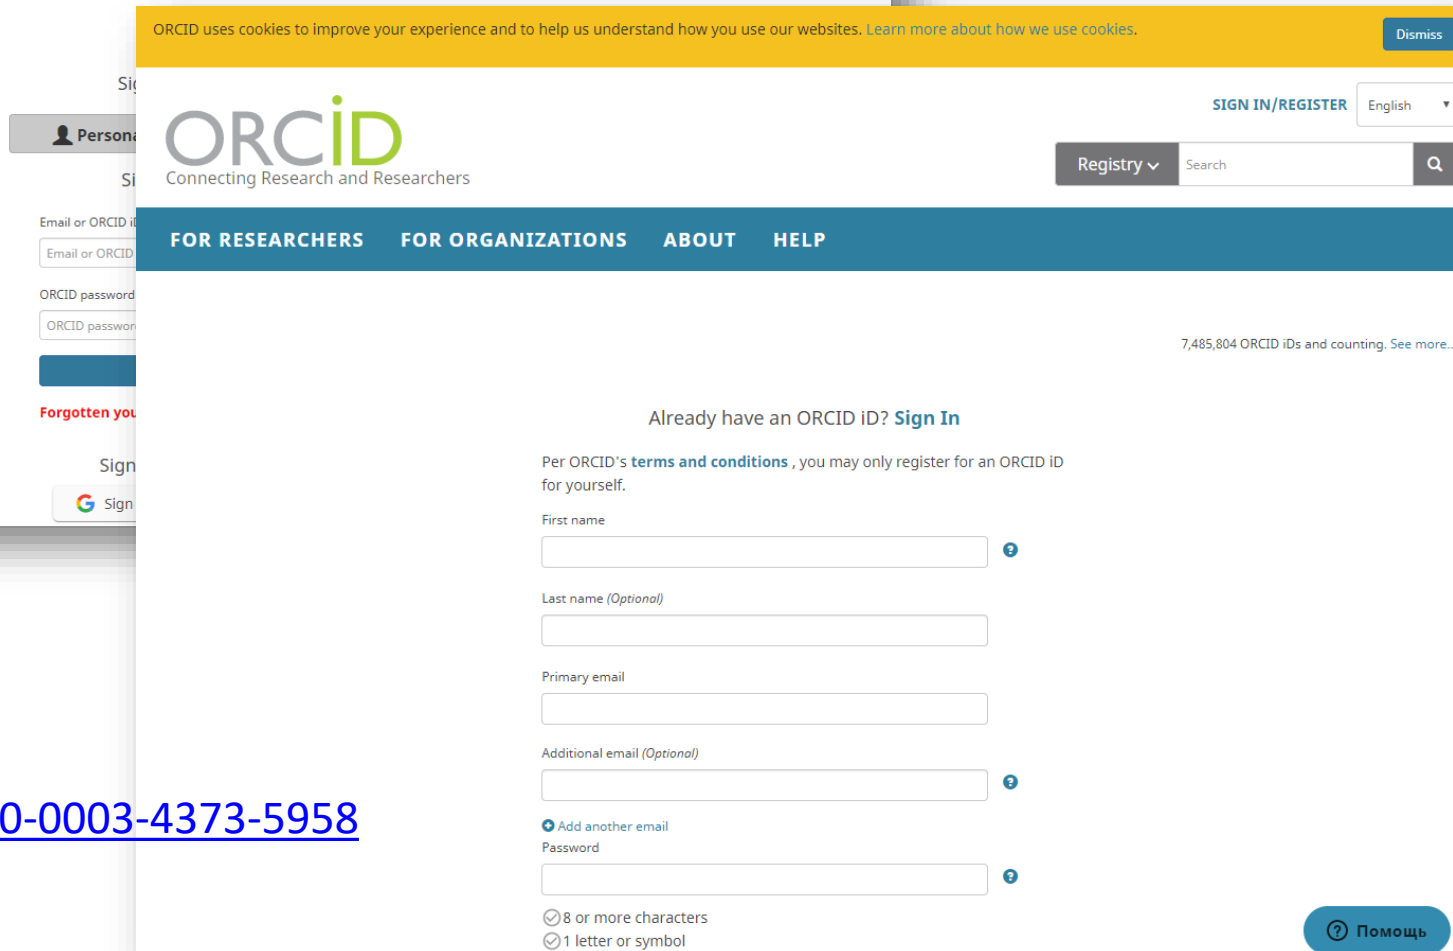 ORCID uses cookies to improve your experience and to help us understand how you use our websites. Learn more about how we use cookies.
Dismiss
SIGN IN/REGISTER
English
ORCID
Connecting Research and Researchers
Registry
Search
FOR RESEARCHERS FOR ORGANIZATIONS ABOUT HELP
7,485,804 ORCID iDs and counting. See more..
Already have an ORCID iD? Sign In
Per ORCID's terms and conditions , you may only register for an ORCID iD
for yourself.
First name
Last name (Optional)
Primary email
Additional email (Optional)
Add another email
Password
8 or more characters
1 letter or symbol
Помощь
Sig
Persona
Si
Email or ORCID iD
Email or ORCID
ORCID password
ORCID passwor
Forgotten you
Sign
Sign
0-0003-4373-5958